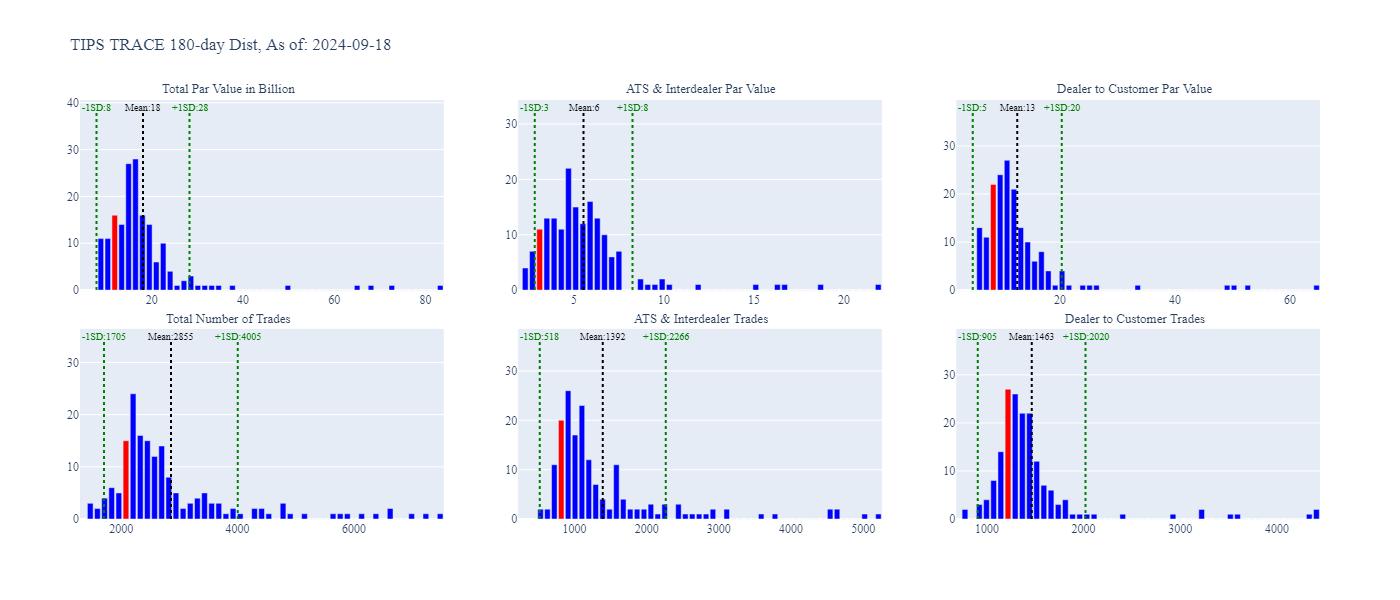 TIPS TRACE 180-day Dist, As of: 2024-09-18
Total Par Value in Billion
-1SD:8 Mean:18 +1SD:28
40
30
20
10
0
20 40 60 80
ATS & Interdealer Par Value
-1SD:3 Mean:6 +1SD:8
30
20
10
0
5 10 15 20
Dealer to Customer Par Value
-1SD:5 Mean:13 +1SD:20
30
20
10
0
20 40 60
Total Number of Trades
-1SD:1705 Mean:2855 +1SD:4005
30
20
10
0
2000 4000 6000
ATS & Interdealer Trades
-1SD:518 Mean:1392 +1SD:2266
30
20
10
0
1000 2000 3000 4000 5000
Dealer to Customer Trades
-1SD:905 Mean:1463 +1SD:2020
30
20
10
0
1000 2000 3000 4000